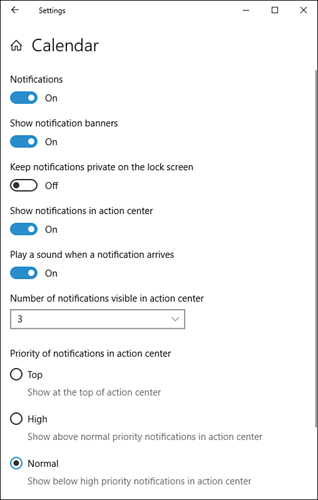 Settings
Calendar
Notifications
On
Show notification banners
On
Keep notifications private on the lock screen
Off
Show notifications in action center
On
Play a sound when a notification arrives
On
Number of notifications visible in action center
3
Priority of notifications in action center
Top
Show at the top of action center
High
Show above normal priority notifications in action center
Normal
Show below high priority notifications in action center